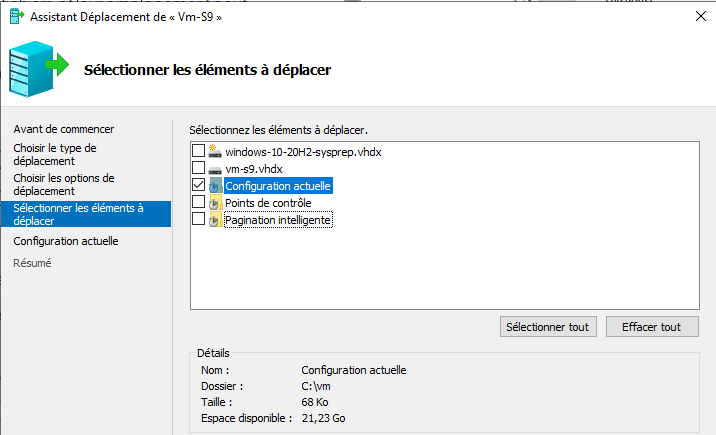 Assistant Déplacement de « Vm-S9 »
Sélectionner les éléments à déplacer
Avant de commencer
Choisir le type de
déplacement
Choisir les options de
déplacement
Sélectionner les éléments à
déplacer
Configuration actuelle
Résumé
Sélectionnez les éléments à déplacer.
windows-10-20H2-sysprep.vhdx
vm-s9.vhdx
Configuration actuelle
Points de contrôle
Pagination intelligente
Sélectionner tout
Effacer tout
Détails
Nom : Configuration actuelle
Dossier : C:\vm
Taille : 68 Ko
Espace disponible : 21,23 Go